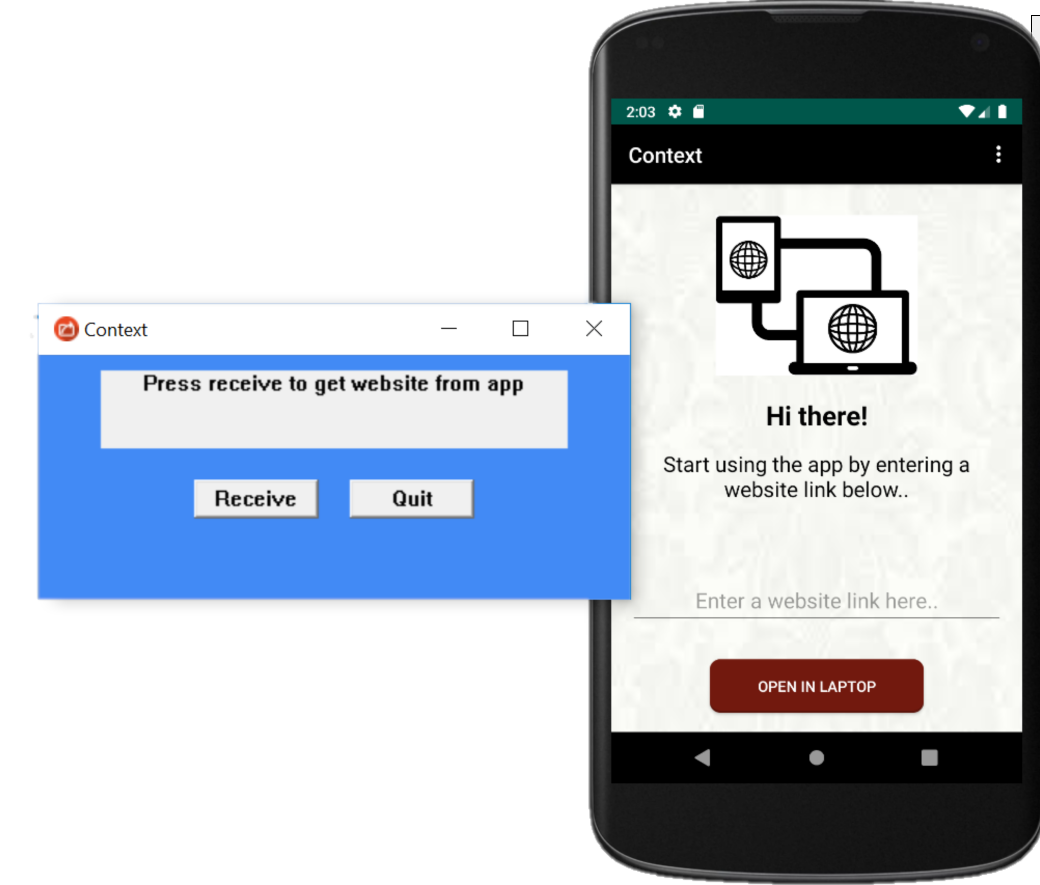 Context
Press receive to get website from app
Receive
Quit
2:03
Context
Hi there!
Start using the app by entering a
website link below..
Enter a website link here..
OPEN IN LAPTOP